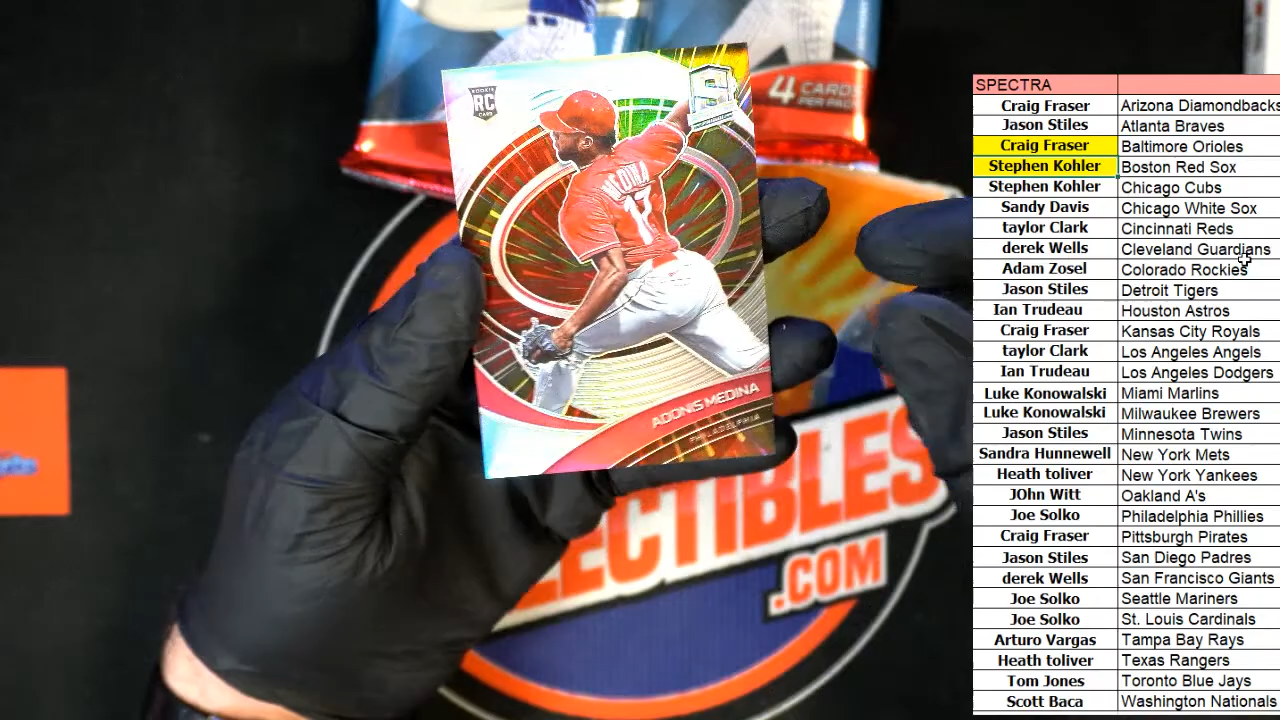 4 CARDS
PER PACK
ROOKIE
RC
CARD
MEDINA
17
ADONIS MEDINA
PHILADELPHIA
LECTIBLES
.COM
SPECTRA
Craig Fraser Arizona Diamondbacks
Jason Stiles Atlanta Braves
Craig Fraser Baltimore Orioles
Stephen Kohler Boston Red Sox
Stephen Kohler Chicago Cubs
Sandy Davis Chicago White Sox
taylor Clark Cincinnati Reds
derek Wells Cleveland Guardians
Adam Zosel Colorado Rockies
Jason Stiles Detroit Tigers
Ian Trudeau Houston Astros
Craig Fraser Kansas City Royals
taylor Clark Los Angeles Angels
Ian Trudeau Los Angeles Dodgers
Luke Konowalski Miami Marlins
Luke Konowalski Milwaukee Brewers
Jason Stiles Minnesota Twins
Sandra Hunnewell New York Mets
Heath toliver New York Yankees
JOhn Witt Oakland A's
Joe Solko Philadelphia Phillies
Craig Fraser Pittsburgh Pirates
Jason Stiles San Diego Padres
derek Wells San Francisco Giants
Joe Solko Seattle Mariners
Joe Solko St. Louis Cardinals
Arturo Vargas Tampa Bay Rays
Heath toliver Texas Rangers
Tom Jones Toronto Blue Jays
Scott Baca Washington Nationals